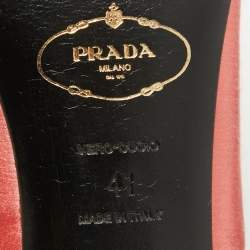 PRADA
MILANO
DAL 1913
VERO CUOIO
41
MADE IN ITALY